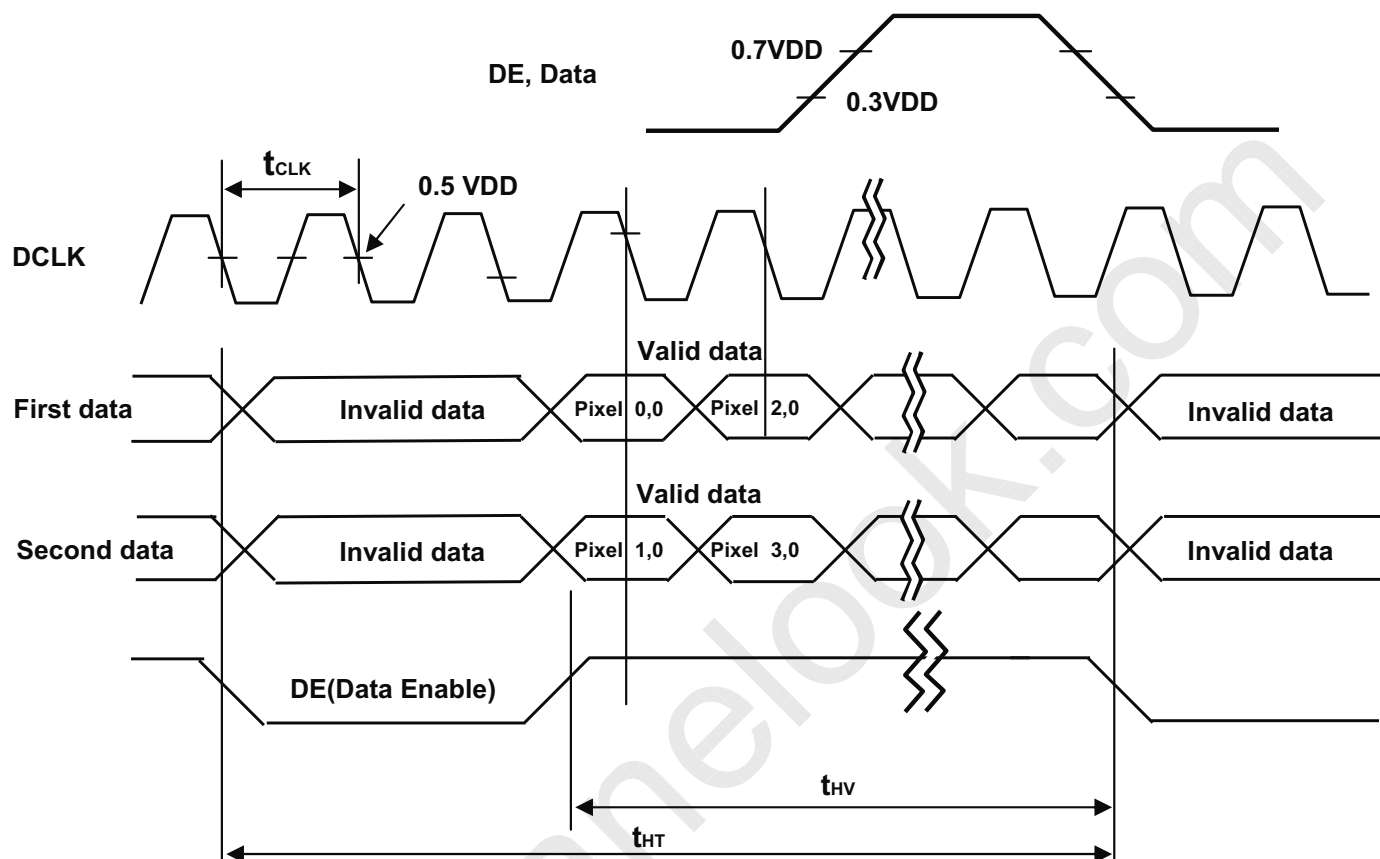 0.7VDD
DE, Data
0.3VDD
tCLK
0.5 VDD
DCLK
Valid data
First data
Invalid data
Pixel 0,0
Pixel 2,0
Invalid data
Valid data
Second data
Invalid data
Pixel 1,0
Pixel 3,0
Invalid data
DE(Data Enable)
tHV
tHT
nelook.com